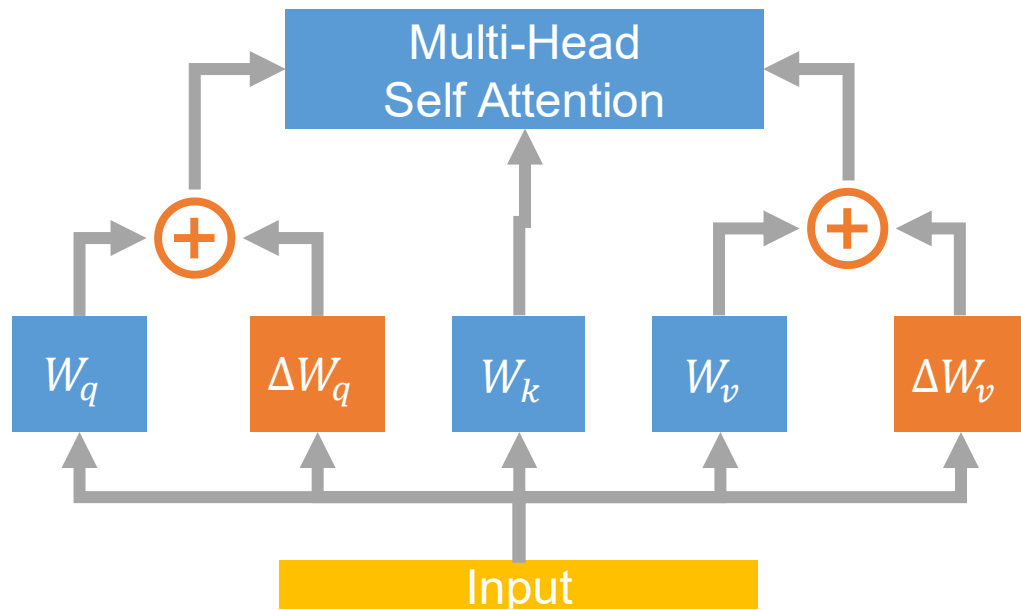 Multi-Head
Self Attention
+ +
W_q ΔW_q W_k W_v ΔW_v
Input